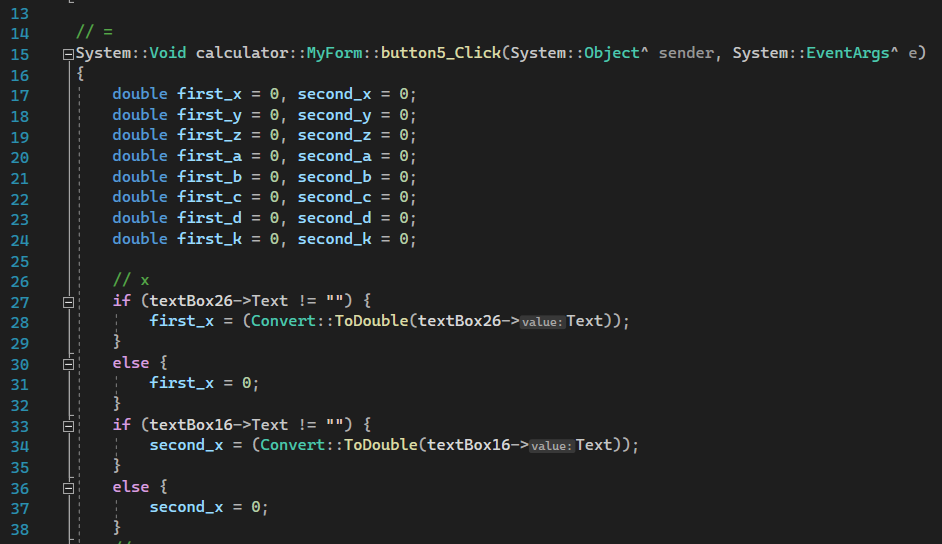 13
14 // =
15 System::Void calculator::MyForm::button5_Click(System::Object^ sender, System::EventArgs^ e)
16 {
17 double first_x = 0, second_x = 0;
18 double first_y = 0, second_y = 0;
19 double first_z = 0, second_z = 0;
20 double first_a = 0, second_a = 0;
21 double first_b = 0, second_b = 0;
22 double first_c = 0, second_c = 0;
23 double first_d = 0, second_d = 0;
24 double first_k = 0, second_k = 0;
25
26 // x
27 if (textBox26->Text != "") {
28 first_x = (Convert::ToDouble(textBox26->value:Text));
29 }
30 else {
31 first_x = 0;
32 }
33 if (textBox16->Text != "") {
34 second_x = (Convert::ToDouble(textBox16->value:Text));
35 }
36 else {
37 second_x = 0;
38 }